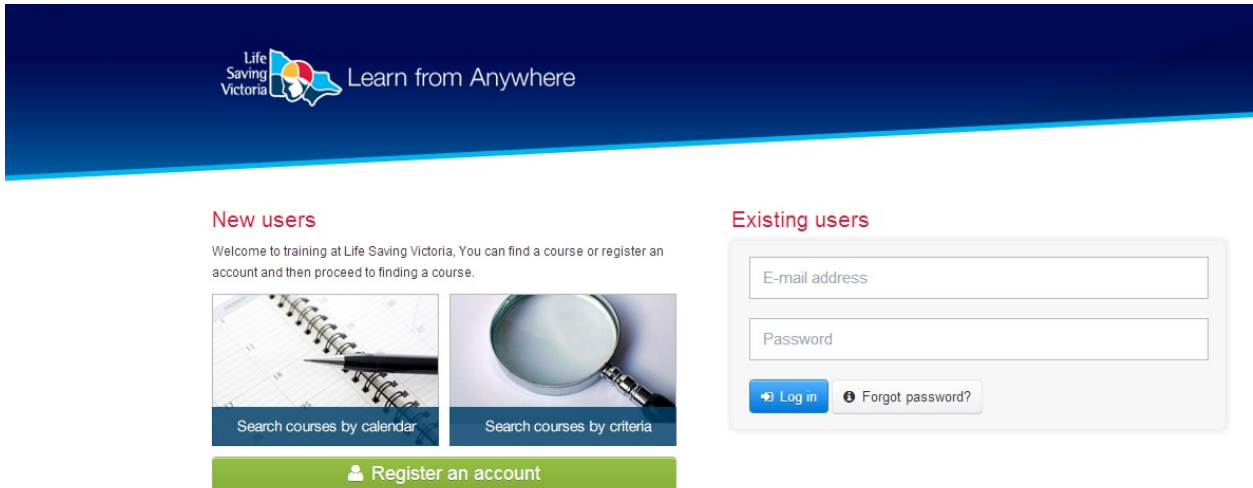 Life
Saving
Victoria
Learn from Anywhere
New users
Welcome to training at Life Saving Victoria, You can find a course or register an
account and then proceed to finding a course.
Search courses by calendar
Search courses by criteria
Register an account
Existing users
E-mail address
Password
Log in
Forgot password?